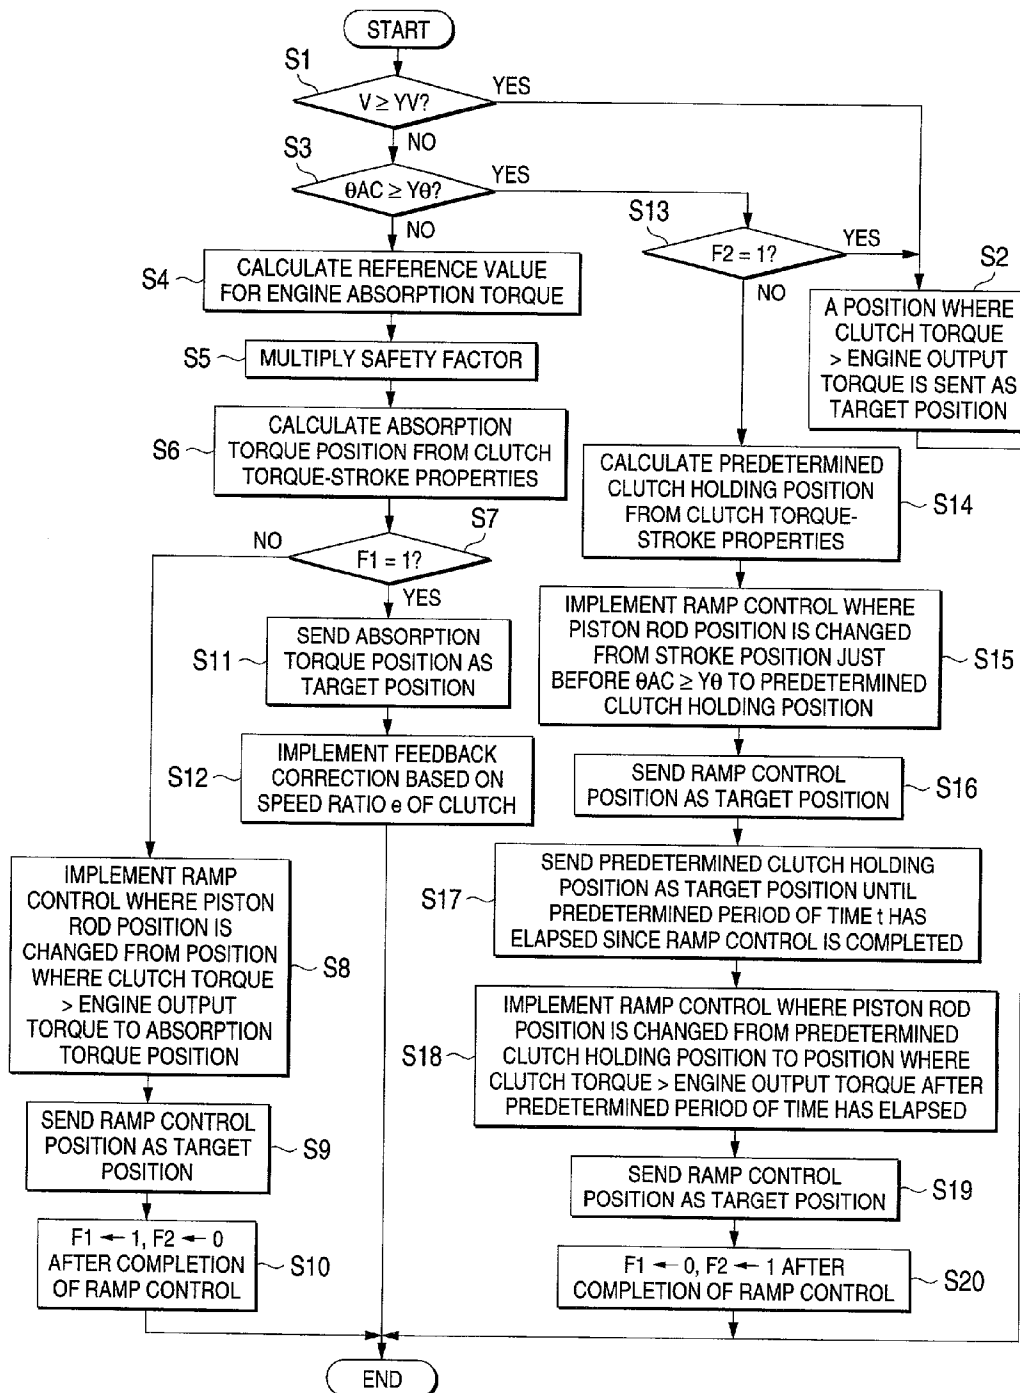 START
S1
V ≥ YV?
YES
NO
S3
θAC ≥ Yθ?
YES
NO
S13
F2 = 1?
YES
NO
S2
A POSITION WHERE
CLUTCH TORQUE
> ENGINE OUTPUT
TORQUE IS SENT AS
TARGET POSITION
S4
CALCULATE REFERENCE VALUE
FOR ENGINE ABSORPTION TORQUE
S5
MULTIPLY SAFETY FACTOR
S6
CALCULATE ABSORPTION
TORQUE POSITION FROM CLUTCH
TORQUE-STROKE PROPERTIES
S7
F1 = 1?
NO
YES
S11
SEND ABSORPTION
TORQUE POSITION AS
TARGET POSITION
S12
IMPLEMENT FEEDBACK
CORRECTION BASED ON
SPEED RATIO e OF CLUTCH
IMPLEMENT RAMP
CONTROL WHERE PISTON
ROD POSITION IS
CHANGED FROM POSITION
WHERE CLUTCH TORQUE
> ENGINE OUTPUT
TORQUE TO ABSORPTION
TORQUE POSITION
S8
SEND RAMP CONTROL
POSITION AS TARGET
POSITION
S9
F1 ← 1, F2 ← 0
AFTER COMPLETION
OF RAMP CONTROL
S10
CALCULATE PREDETERMINED
CLUTCH HOLDING POSITION
FROM CLUTCH TORQUE-
STROKE PROPERTIES
S14
IMPLEMENT RAMP CONTROL WHERE
PISTON ROD POSITION IS CHANGED
FROM STROKE POSITION JUST
BEFORE θAC ≥ Yθ TO PREDETERMINED
CLUTCH HOLDING POSITION
S15
SEND RAMP CONTROL
POSITION AS TARGET POSITION
S16
S17
SEND PREDETERMINED CLUTCH HOLDING
POSITION AS TARGET POSITION UNTIL
PREDETERMINED PERIOD OF TIME t HAS
ELAPSED SINCE RAMP CONTROL IS COMPLETED
S18
IMPLEMENT RAMP CONTROL WHERE PISTON ROD
POSITION IS CHANGED FROM PREDETERMINED
CLUTCH HOLDING POSITION TO POSITION WHERE
CLUTCH TORQUE > ENGINE OUTPUT TORQUE AFTER
PREDETERMINED PERIOD OF TIME HAS ELAPSED
SEND RAMP CONTROL
POSITION AS TARGET POSITION
S19
F1 ← 0, F2 ← 1 AFTER
COMPLETION OF RAMP CONTROL
S20
END